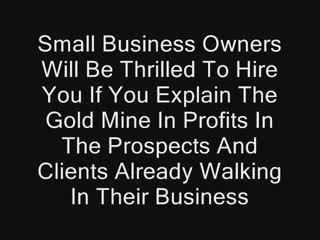 Small Business Owners
Will Be Thrilled To Hire
You If You Explain The
Gold Mine In Profits In
The Prospects And
Clients Already Walking
In Their Business